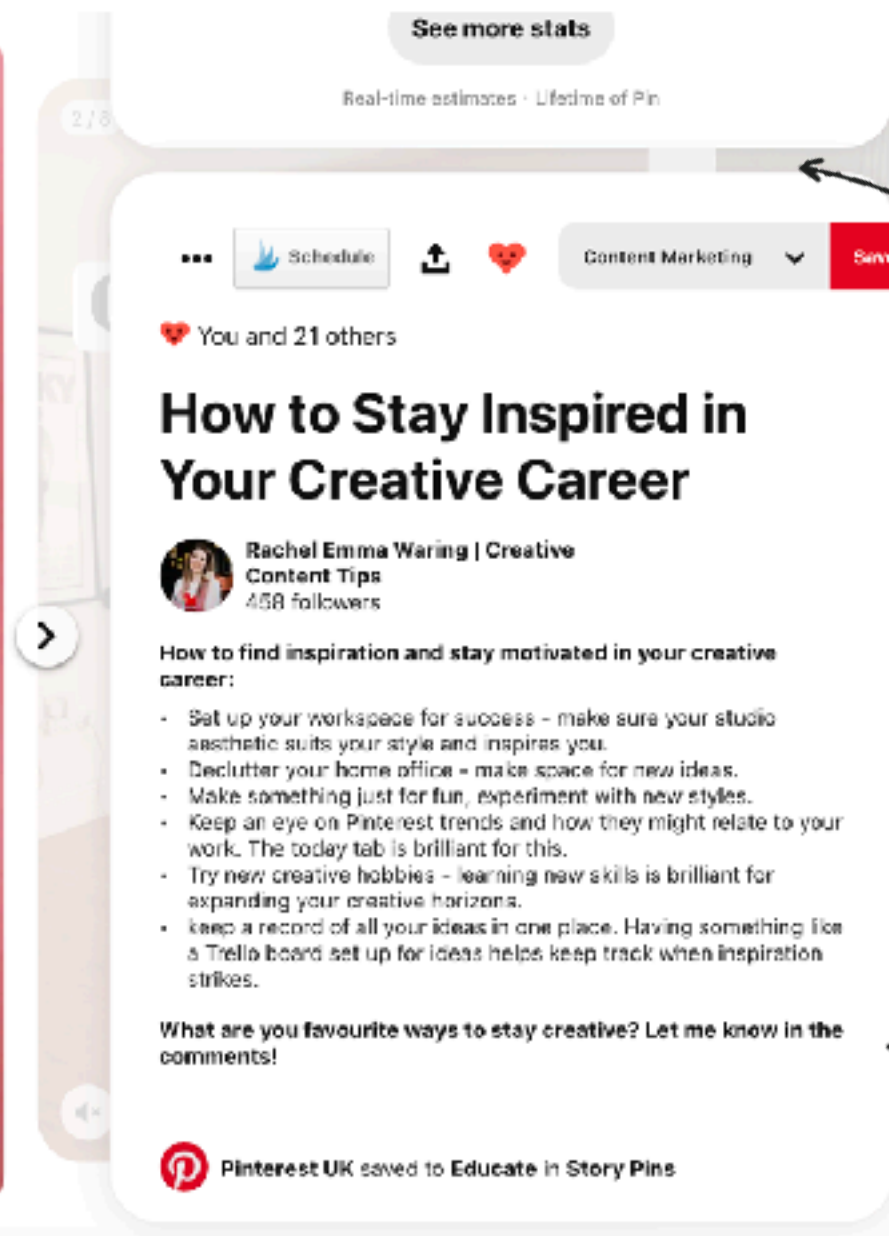 See more stats
Real-time estimates · Lifetime of Pin
2/8
Schedule
Content Marketing
Save
You and 21 others
How to Stay Inspired in
Your Creative Career
Rachel Emma Waring | Creative
Content Tips
458 followers
How to find inspiration and stay motivated in your creative
career:
- Set up your workspace for success - make sure your studio
aesthetic suits your style and inspires you.
- Declutter your home office - make space for new ideas.
- Make something just for fun, experiment with new styles.
- Keep an eye on Pinterest trends and how they might relate to your
work. The today tab is brilliant for this.
- Try new creative hobbies - learning new skills is brilliant for
expanding your creative horizons.
- keep a record of all your ideas in one place. Having something like
a Trello board set up for ideas helps keep track when inspiration
strikes.
What are you favourite ways to stay creative? Let me know in the
comments!
Pinterest UK saved to Educate in Story Pins